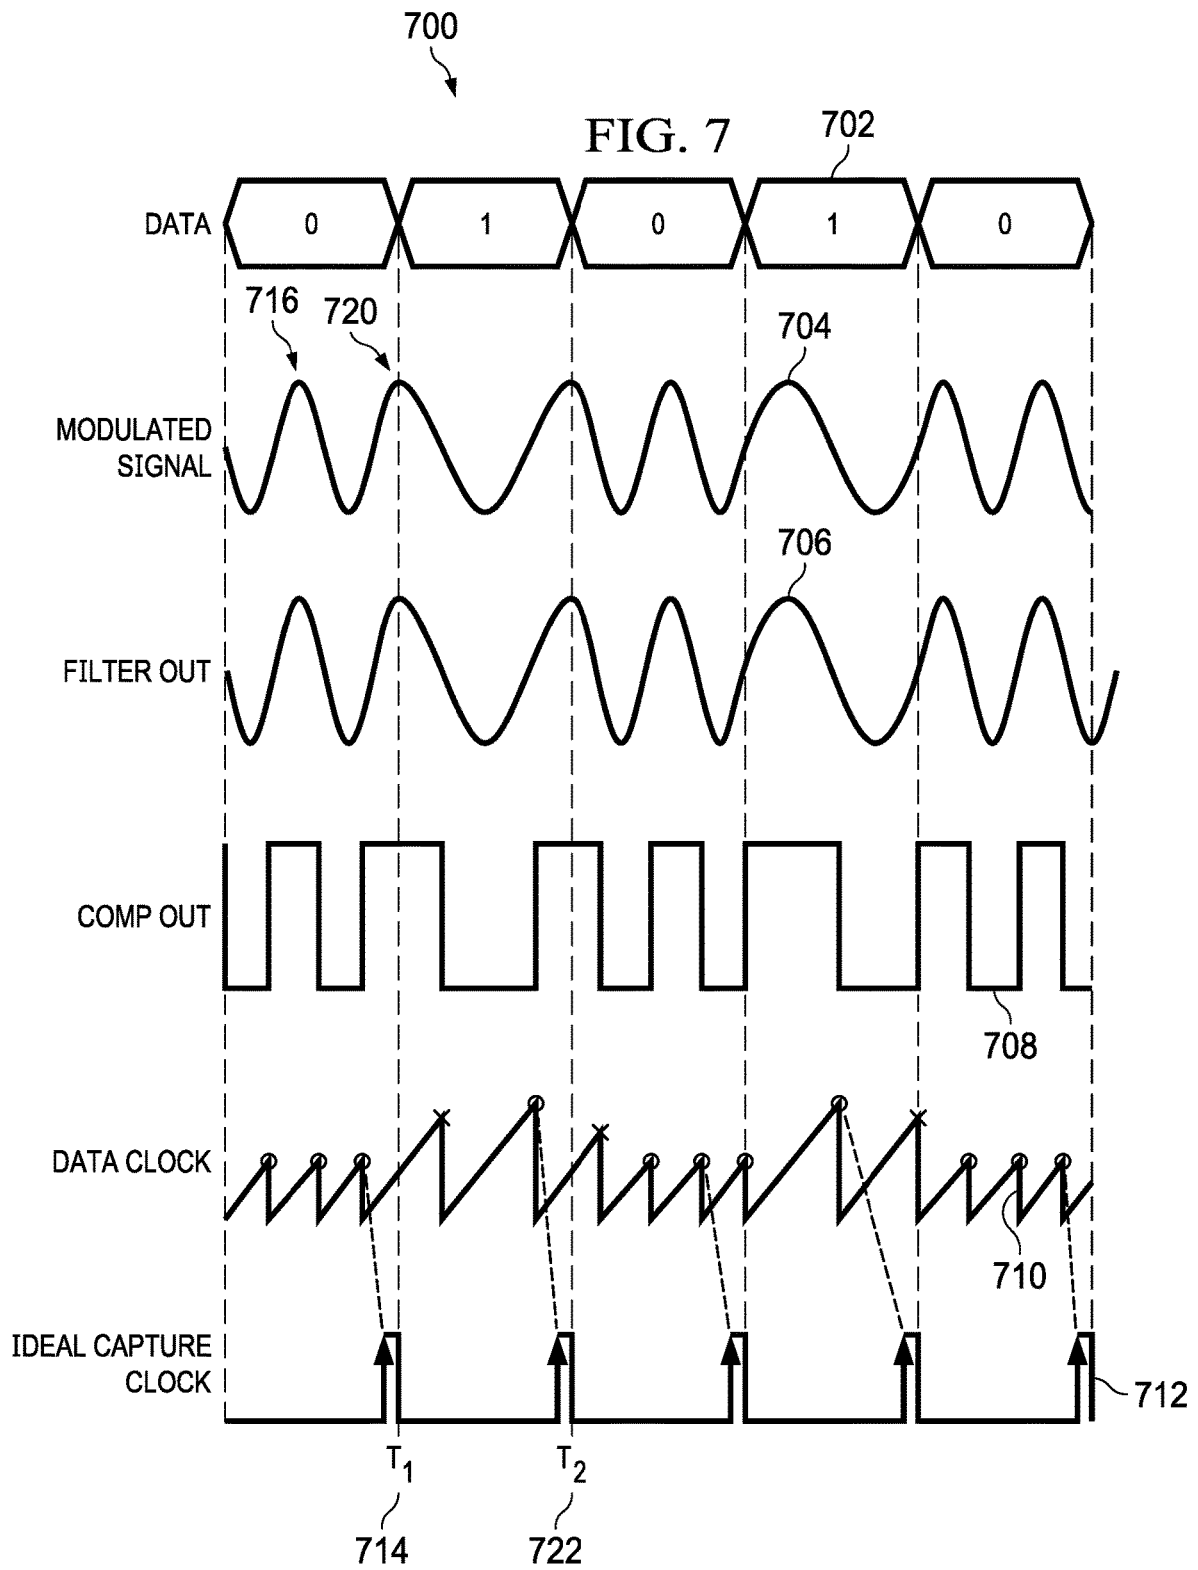 700
FIG. 7
702
DATA
0 1 0 1 0
716
720
704
MODULATED
SIGNAL
706
FILTER OUT
COMP OUT
708
DATA CLOCK
710
IDEAL CAPTURE
CLOCK
712
T1
T2
714
722